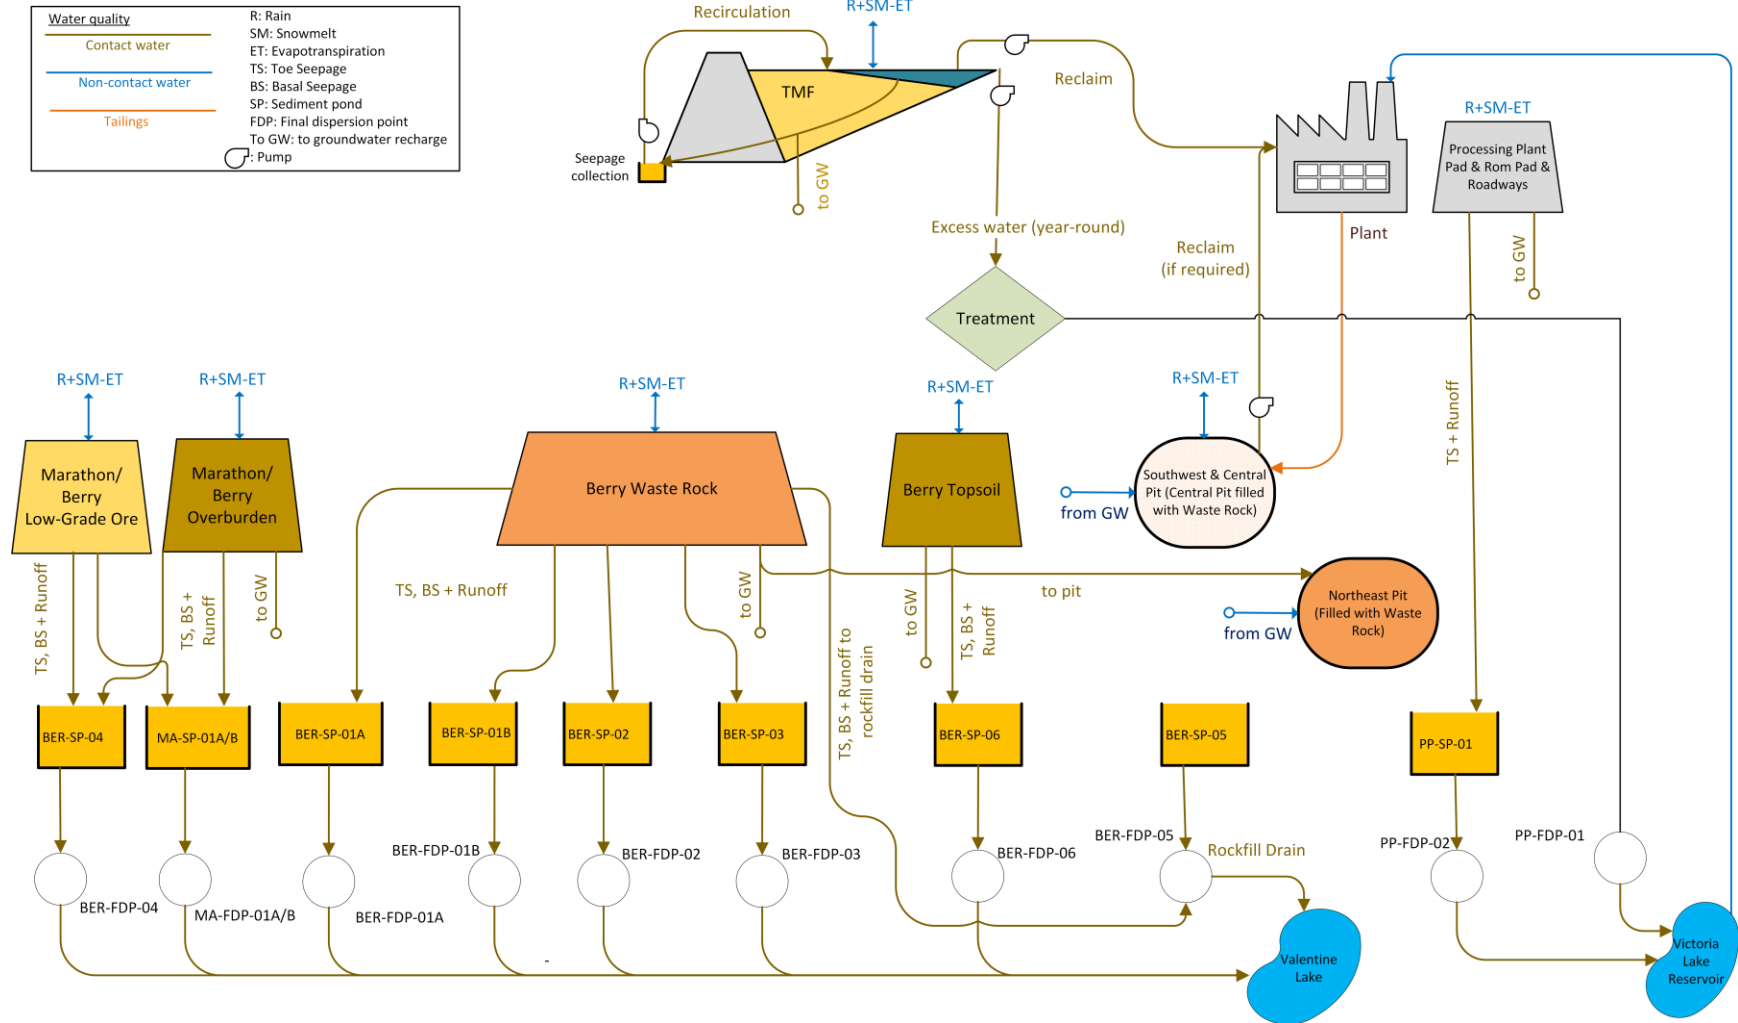 Water quality
Contact water
Non-contact water
Tailings
R: Rain
SM: Snowmelt
ET: Evapotranspiration
TS: Toe Seepage
BS: Basal Seepage
SP: Sediment pond
FDP: Final dispersion point
To GW: to groundwater recharge
: Pump
Recirculation
R+SM-ET
TMF
Seepage
collection
to GW
Reclaim
Excess water (year-round)
Treatment
Reclaim
(if required)
Plant
R+SM-ET
Processing Plant
Pad & Rom Pad &
Roadways
to GW
TS + Runoff
R+SM-ET
R+SM-ET
R+SM-ET
R+SM-ET
R+SM-ET
Marathon/
Berry
Low-Grade Ore
Marathon/
Berry
Overburden
Berry Waste Rock
Berry Topsoil
Southwest & Central
Pit (Central Pit filled
with Waste Rock)
from GW
Northeast Pit
(Filled with Waste
Rock)
from GW
to pit
TS, BS + Runoff
TS, BS +
Runoff
to GW
TS, BS + Runoff
to GW
TS, BS + Runoff to
rockfill drain
to GW
TS, BS +
Runoff
BER-SP-04
MA-SP-01A/B
BER-SP-01A
BER-SP-01B
BER-SP-02
BER-SP-03
BER-SP-06
BER-SP-05
PP-SP-01
BER-FDP-04
MA-FDP-01A/B
BER-FDP-01A
BER-FDP-01B
BER-FDP-02
BER-FDP-03
BER-FDP-06
BER-FDP-05
Rockfill Drain
PP-FDP-02
PP-FDP-01
-
Valentine
Lake
Victoria
Lake
Reservoir